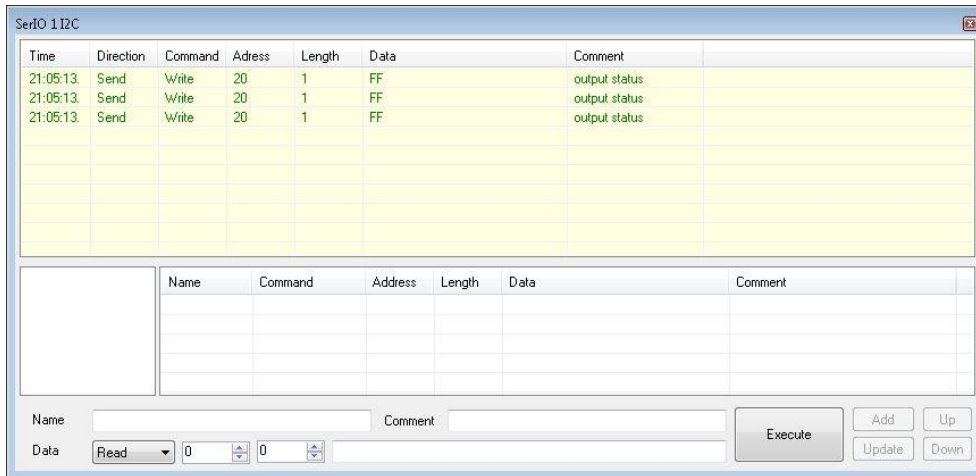 SerIO 1 I2C
Time Direction Command Adress Length Data Comment
21:05:13. Send Write 20 1 FF output status
21:05:13. Send Write 20 1 FF output status
21:05:13. Send Write 20 1 FF output status
Name Command Address Length Data Comment
Name Comment Execute Add Up
Data Read 0 0 Update Down